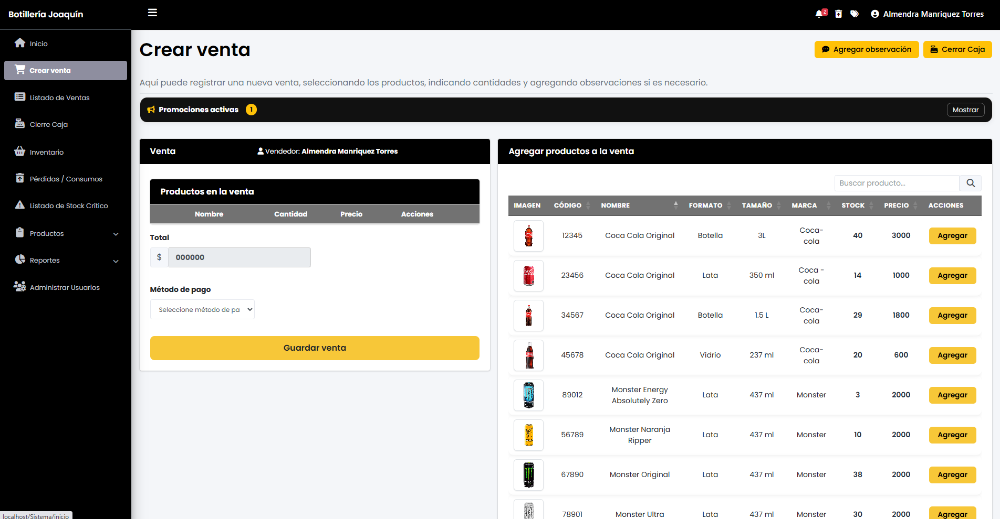 Botillería Joaquín
2
Almendra Manriquez Torres
Inicio
Crear venta
Listado de Ventas
Cierre Caja
Inventario
Pérdidas / Consumos
Listado de Stock Crítico
Productos
Reportes
Administrar Usuarios
Crear venta
Agregar observación
Cerrar Caja
Aquí puede registrar una nueva venta, seleccionando los productos, indicando cantidades y agregando observaciones si es necesario.
Promociones activas 1
Mostrar
Venta
Vendedor: Almendra Manriquez Torres
Productos en la venta
Nombre Cantidad Precio Acciones
Total
$ 000000
Método de pago
Seleccione método de pa
Guardar venta
Agregar productos a la venta
Buscar producto...
IMAGEN CÓDIGO NOMBRE FORMATO TAMAÑO MARCA STOCK PRECIO ACCIONES
12345 Coca Cola Original Botella 3L Coca-
cola 40 3000 Agregar
23456 Coca Cola Original Lata 350 ml Coca -
cola 14 1000 Agregar
34567 Coca Cola Original Botella 1.5 L Coca-
cola 29 1800 Agregar
45678 Coca Cola Original Vidrio 237 ml Coca-
cola 20 600 Agregar
89012 Monster Energy
Absolutely Zero Lata 437 ml Monster 3 2000 Agregar
56789 Monster Naranja
Ripper Lata 437 ml Monster 10 2000 Agregar
67890 Monster Original Lata 437 ml Monster 38 2000 Agregar
78901 Monster Ultra Lata 437 ml Monster 30 2000 Agregar
localhost/Sistema/inicio